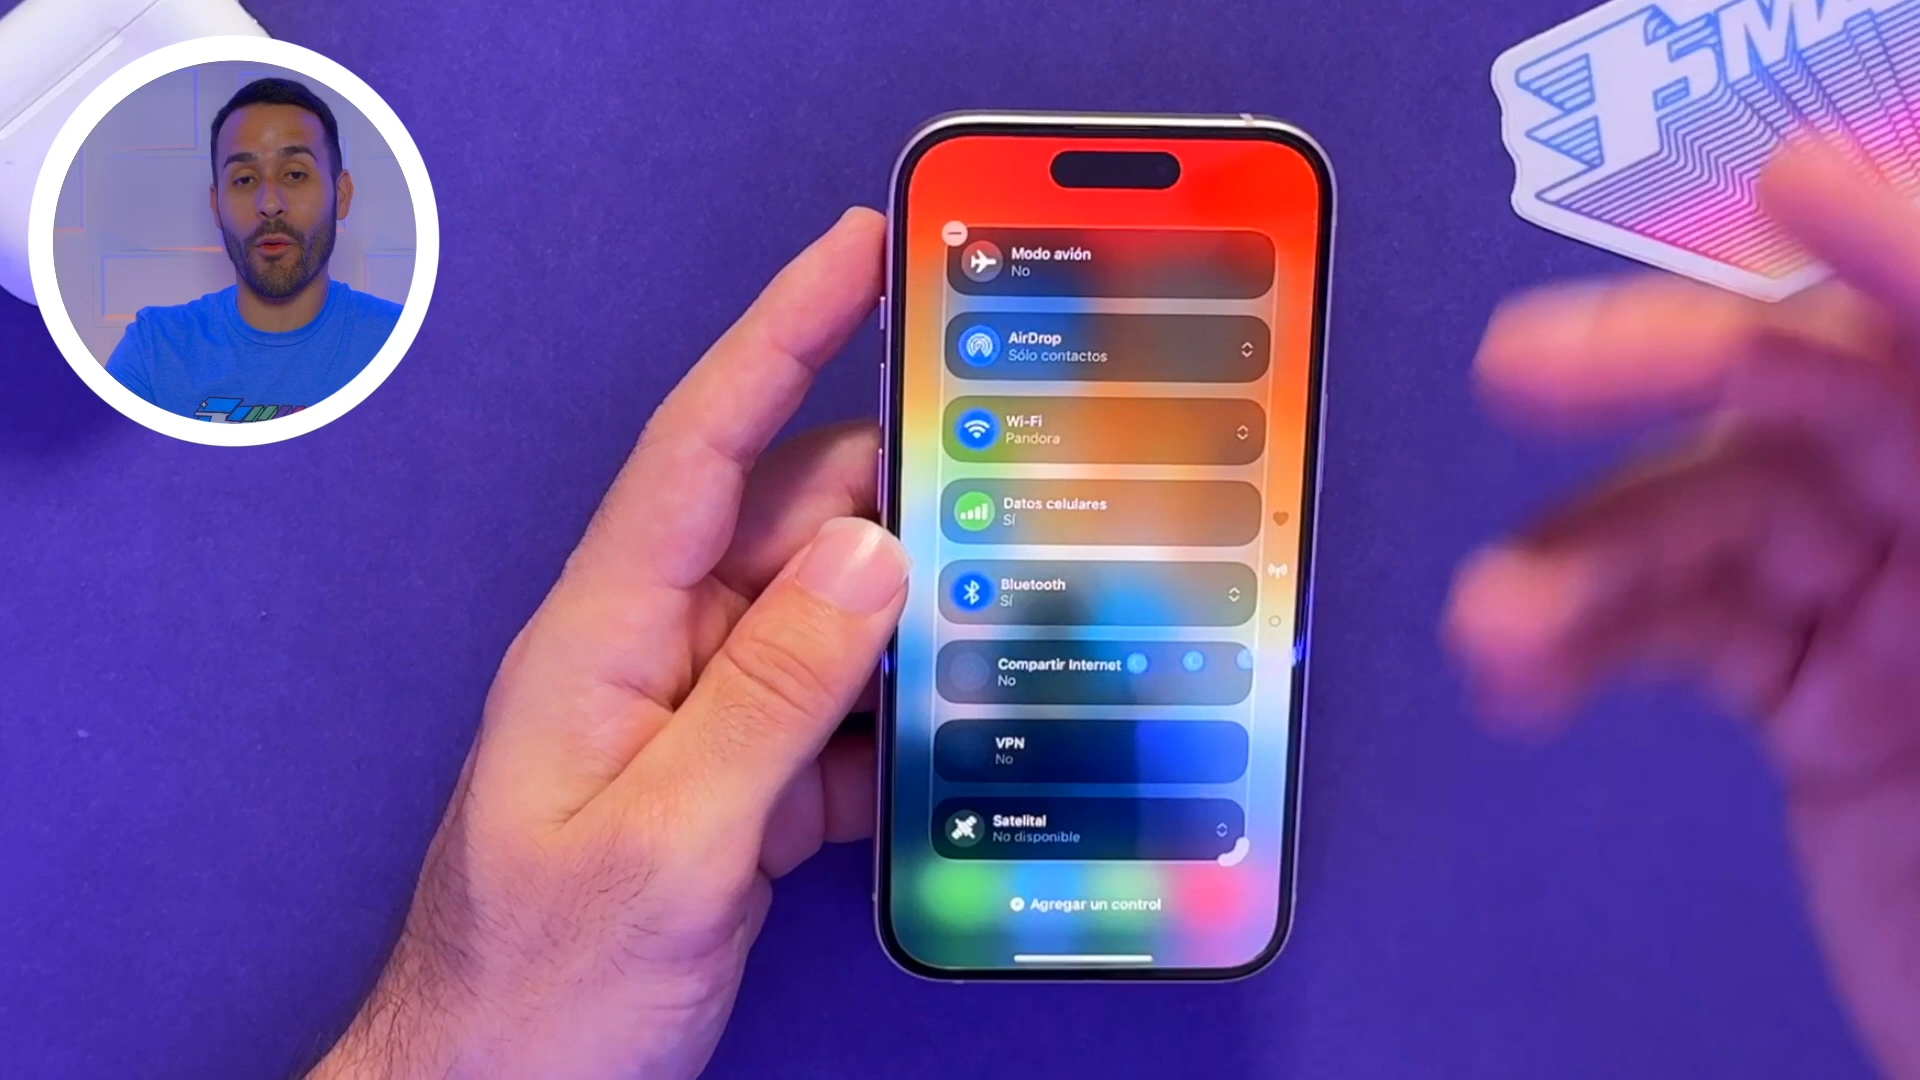 Modo avión
No
AirDrop
Sólo contactos
Wi-Fi
Pandora
Datos celulares
Sí
Bluetooth
Sí
Compartir Internet
No
VPN
No
Satelital
No disponible
Agregar un control